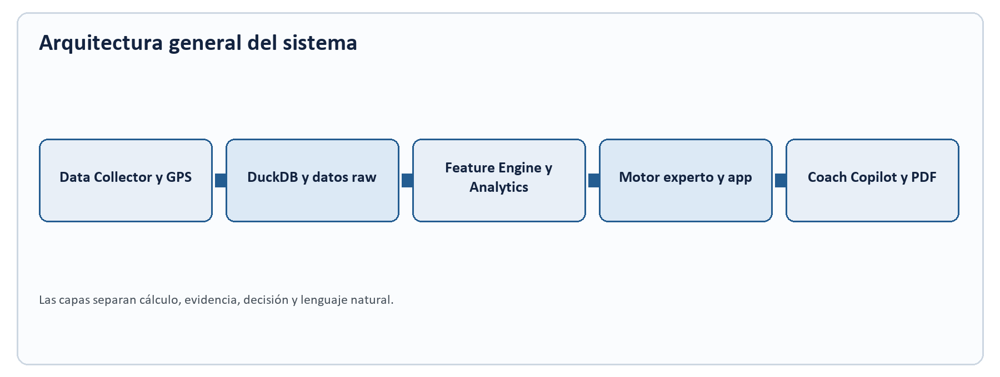 Arquitectura general del sistema
Data Collector y GPS
DuckDB y datos raw
Feature Engine y
Analytics
Motor experto y app
Coach Copilot y PDF
Las capas separan cálculo, evidencia, decisión y lenguaje natural.